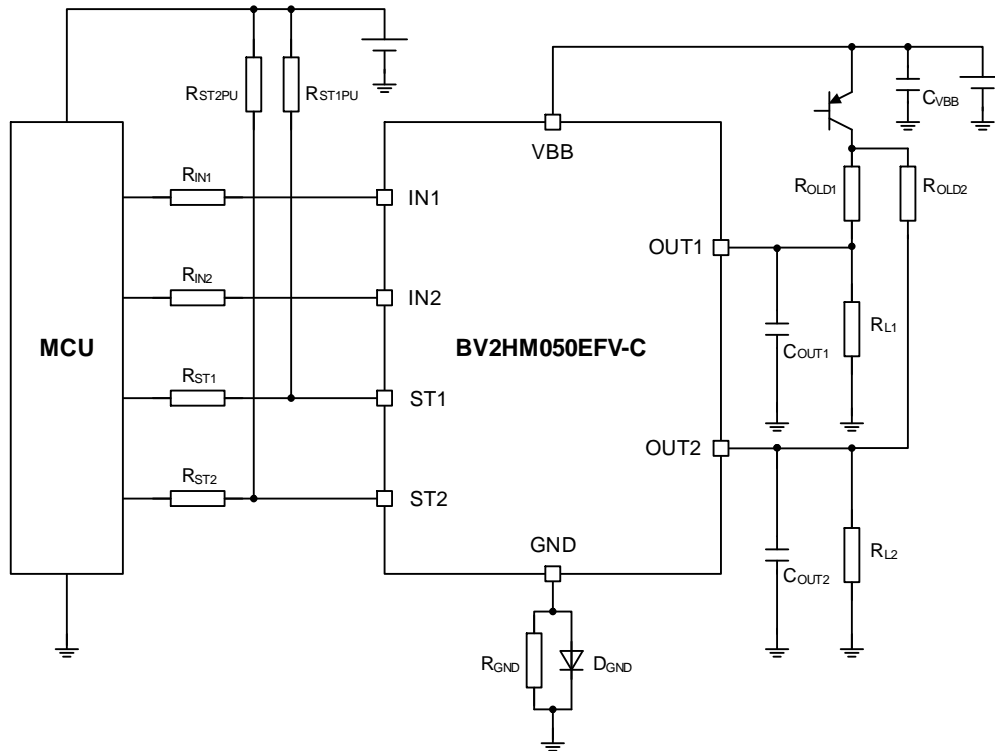 RST2PU
RST1PU
CVBB
VBB
RIN1
IN1
ROLD1
ROLD2
OUT1
RIN2
IN2
RL1
MCU
BV2HM050EFV-C
COUT1
RST1
ST1
OUT2
RST2
ST2
GND
RL2
COUT2
RGND
DGND